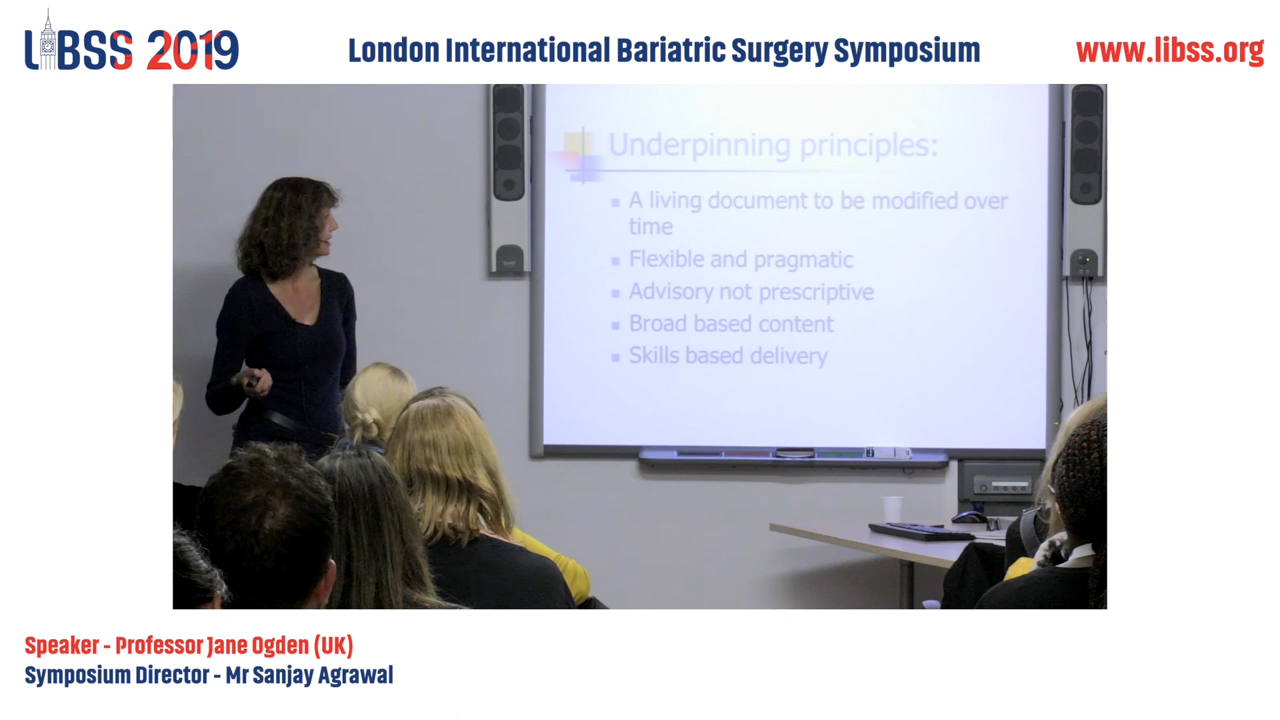 LIBSS 2019
London International Bariatric Surgery Symposium
www.libss.org
Underpinning principles:
A living document to be modified over
time
Flexible and pragmatic
Advisory not prescriptive
Broad based content
Skills based delivery
Speaker - Professor Jane Ogden (UK)
Symposium Director - Mr Sanjay Agrawal